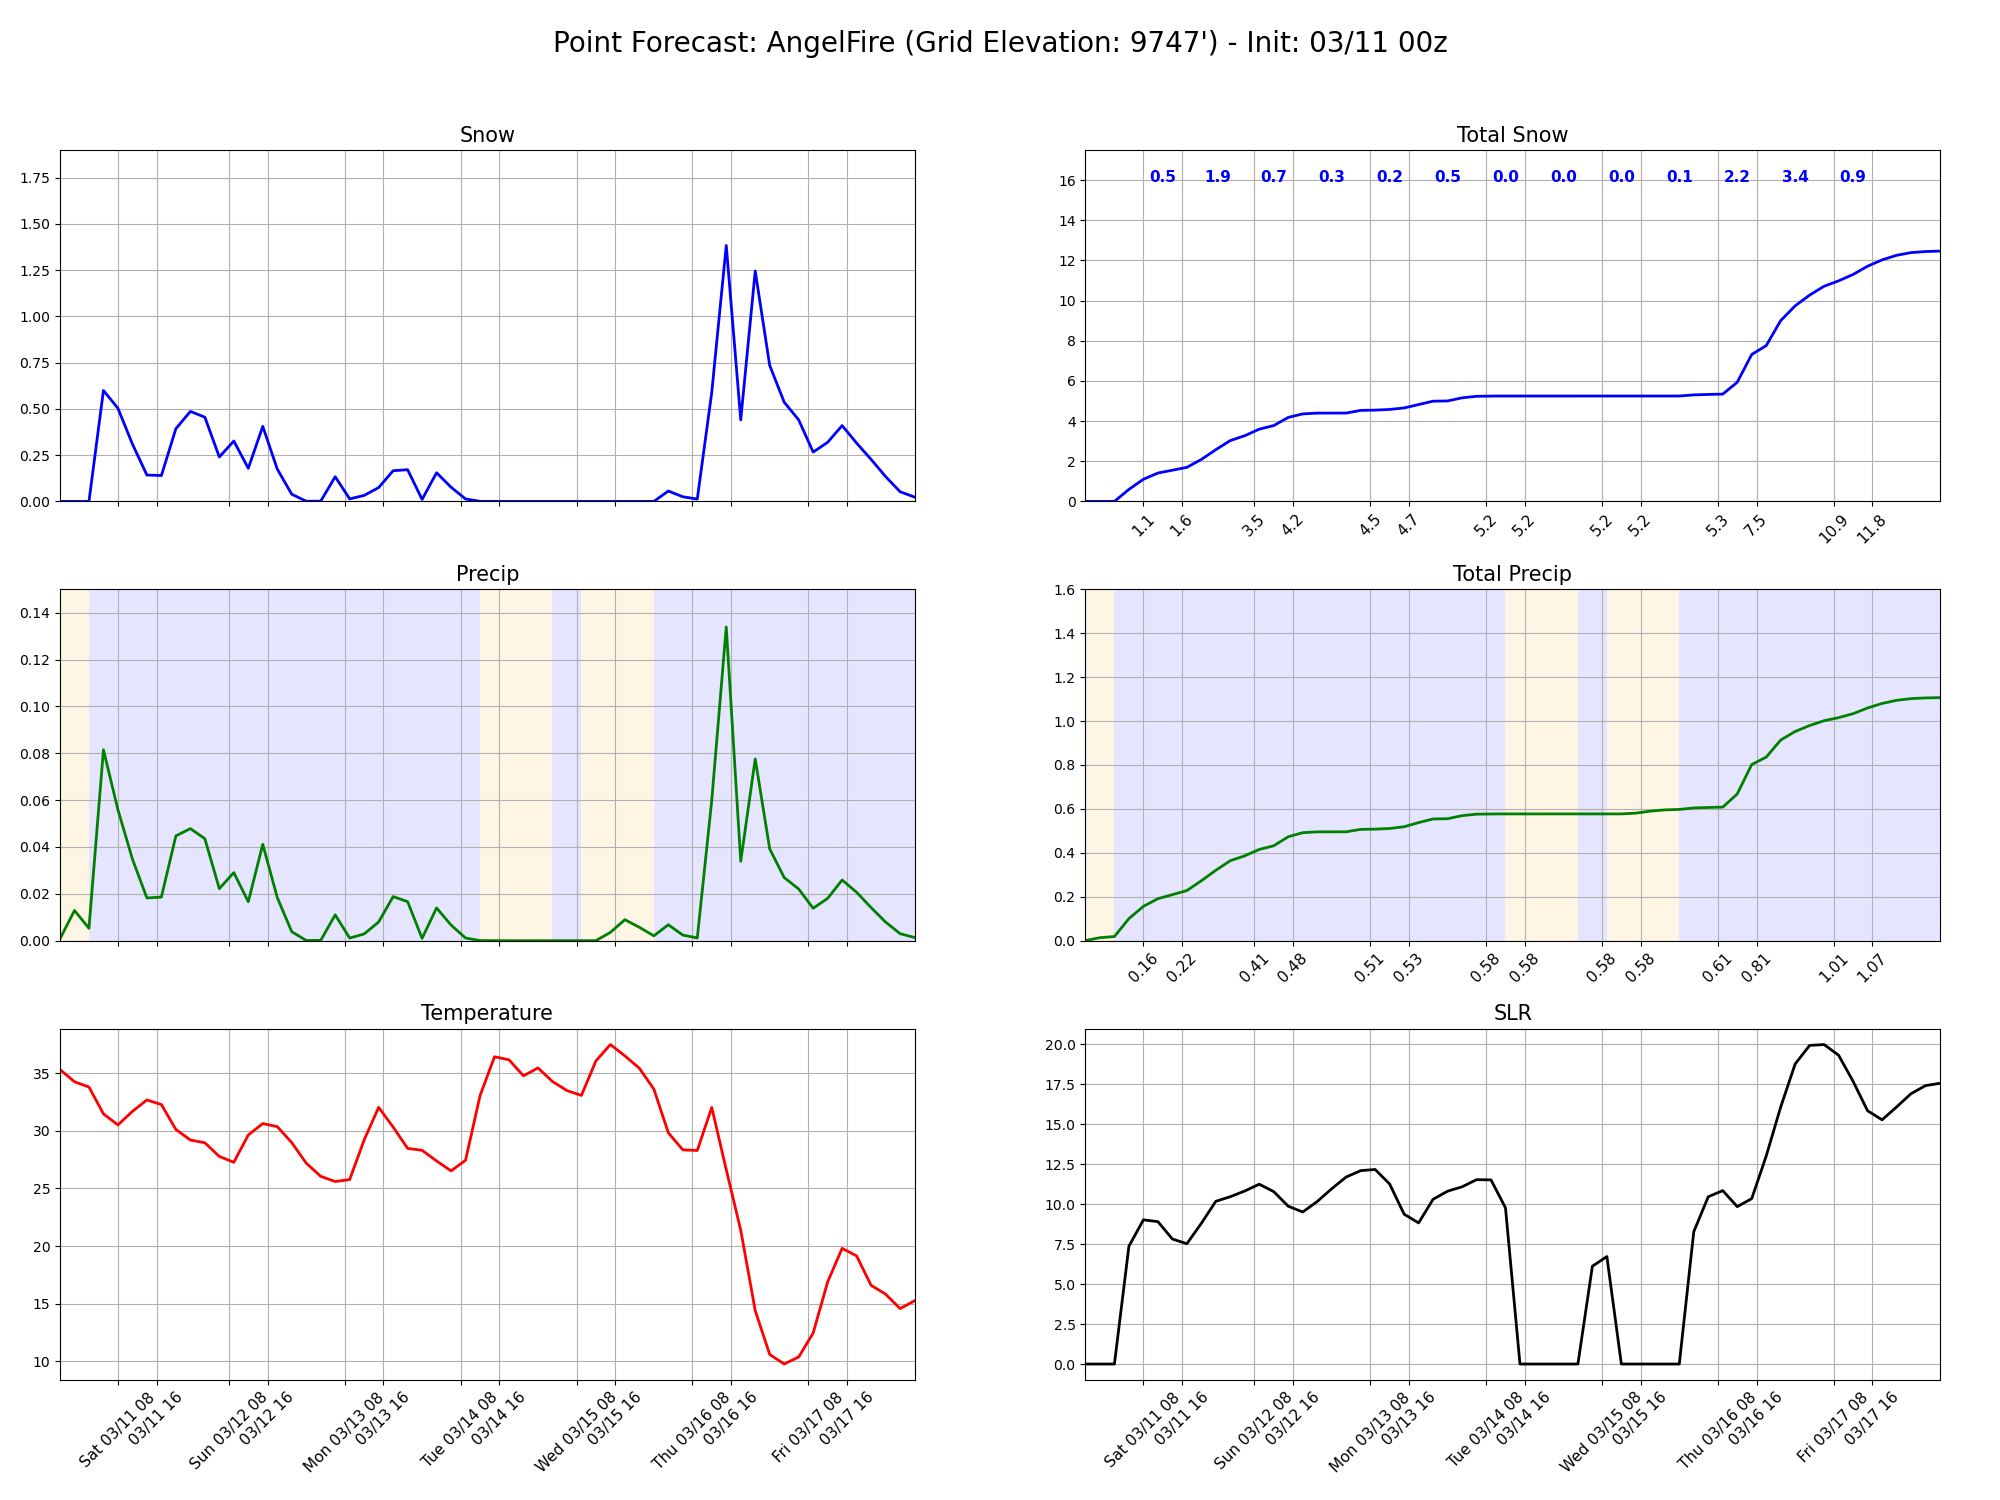 Point Forecast: AngelFire (Grid Elevation: 9747') - Init: 03/11 00z
Snow
1.75
1.50
1.25
1.00
0.75
0.50
0.25
0.00
Total Snow
0.5 1.9 0.7 0.3 0.2 0.5 0.0 0.0 0.0 0.1 2.2 3.4 0.9
16
14
12
10
8
6
4
2
0
1.1 1.6 3.5 4.2 4.5 4.7 5.2 5.2 5.2 5.2 5.3 7.5 10.9 11.8
Precip
0.14
0.12
0.10
0.08
0.06
0.04
0.02
0.00
Total Precip
1.6
1.4
1.2
1.0
0.8
0.6
0.4
0.2
0.0
0.16 0.22 0.41 0.48 0.51 0.53 0.58 0.58 0.58 0.58 0.61 0.81 1.01 1.07
Temperature
35
30
25
20
15
10
Sat 03/11 08
03/11 16
Sun 03/12 08
03/12 16
Mon 03/13 08
03/13 16
Tue 03/14 08
03/14 16
Wed 03/15 08
03/15 16
Thu 03/16 08
03/16 16
Fri 03/17 08
03/17 16
SLR
20.0
17.5
15.0
12.5
10.0
7.5
5.0
2.5
0.0
Sat 03/11 08
03/11 16
Sun 03/12 08
03/12 16
Mon 03/13 08
03/13 16
Tue 03/14 08
03/14 16
Wed 03/15 08
03/15 16
Thu 03/16 08
03/16 16
Fri 03/17 08
03/17 16